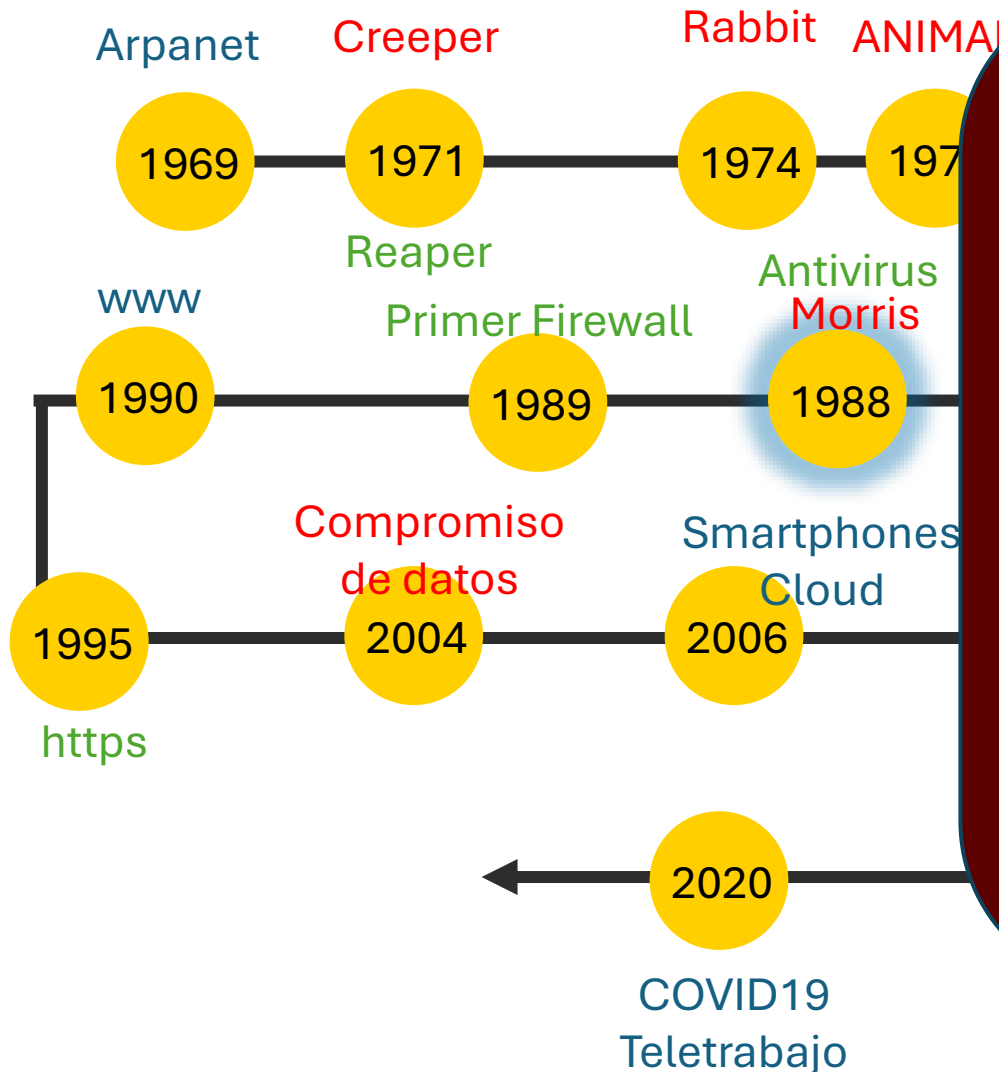 Arpanet
Creeper
Rabbit
1969
1971
1974
Reaper
www
Primer Firewall
Antivirus
Morris
1990
1989
1988
Compromiso
de datos
Smartphones
Cloud
1995
2004
2006
https
2020
COVID19
Teletrabajo